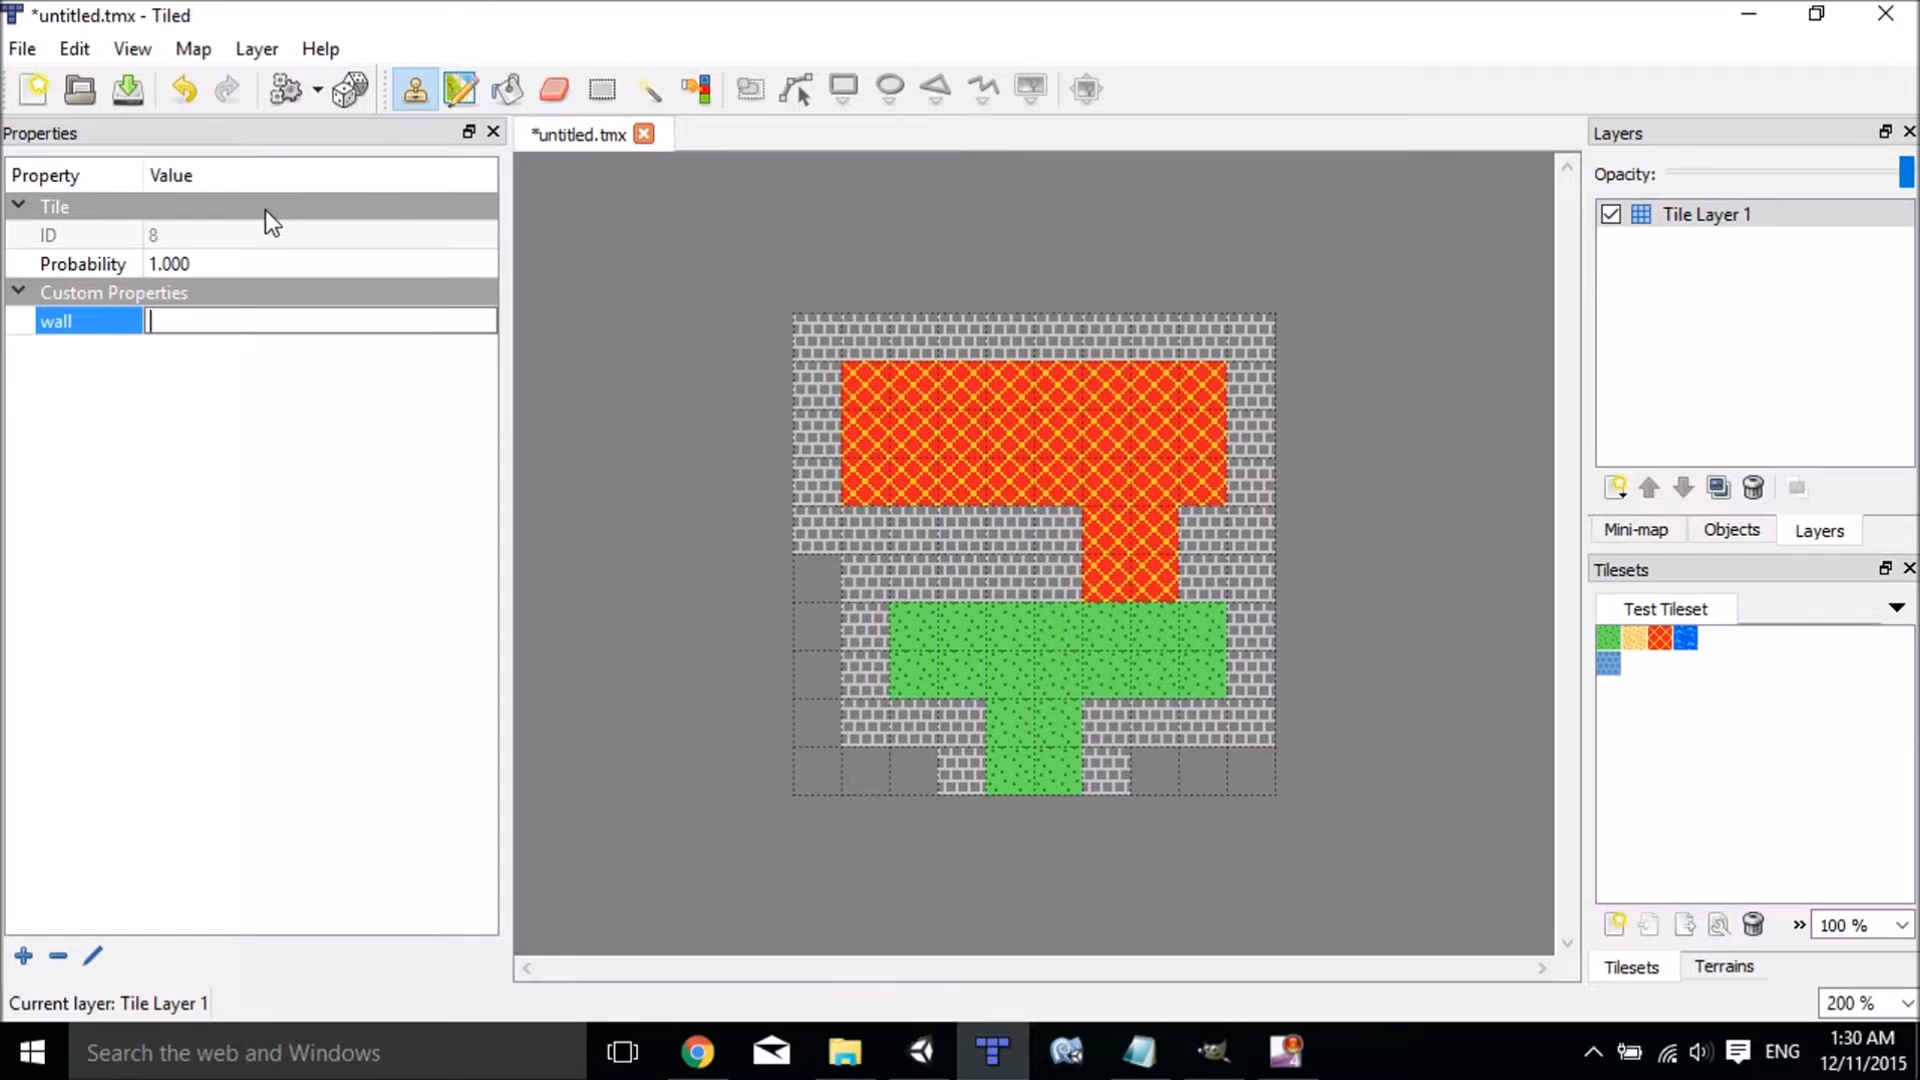 *untitled.tmx - Tiled
File Edit View Map Layer Help
Properties
*untitled.tmx
Layers
Property Value
Opacity:
Tile
Tile Layer 1
ID 8
Probability 1.000
Custom Properties
wall
Mini-map Objects Layers
Tilesets
Test Tileset
» 100 %
Tilesets Terrains
Current layer: Tile Layer 1
200 %
Search the web and Windows
4
ENG
1:30 AM
12/11/2015